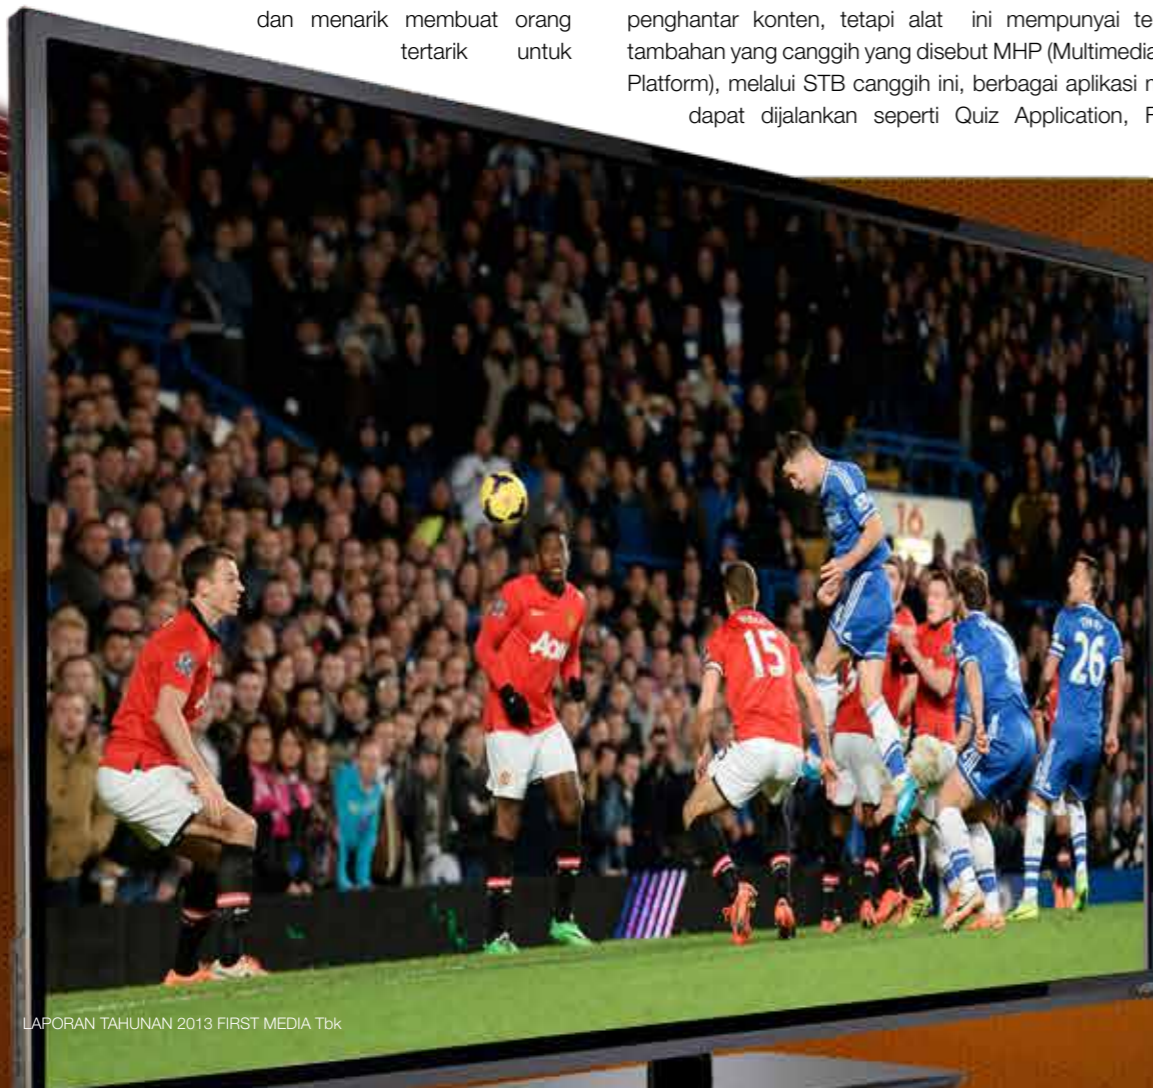 dan menarik membuat orang
tertarik untuk
penghantar konten, tetapi alat ini mempunyai
tambahan yang canggih yang disebut MHP (Multimedia
Platform), melalui STB canggih ini, berbagai aplikasi
dapat dijalankan seperti Quiz Application,
16
AON
15
26
LAPORAN TAHUNAN 2013 FIRST MEDIA Tbk